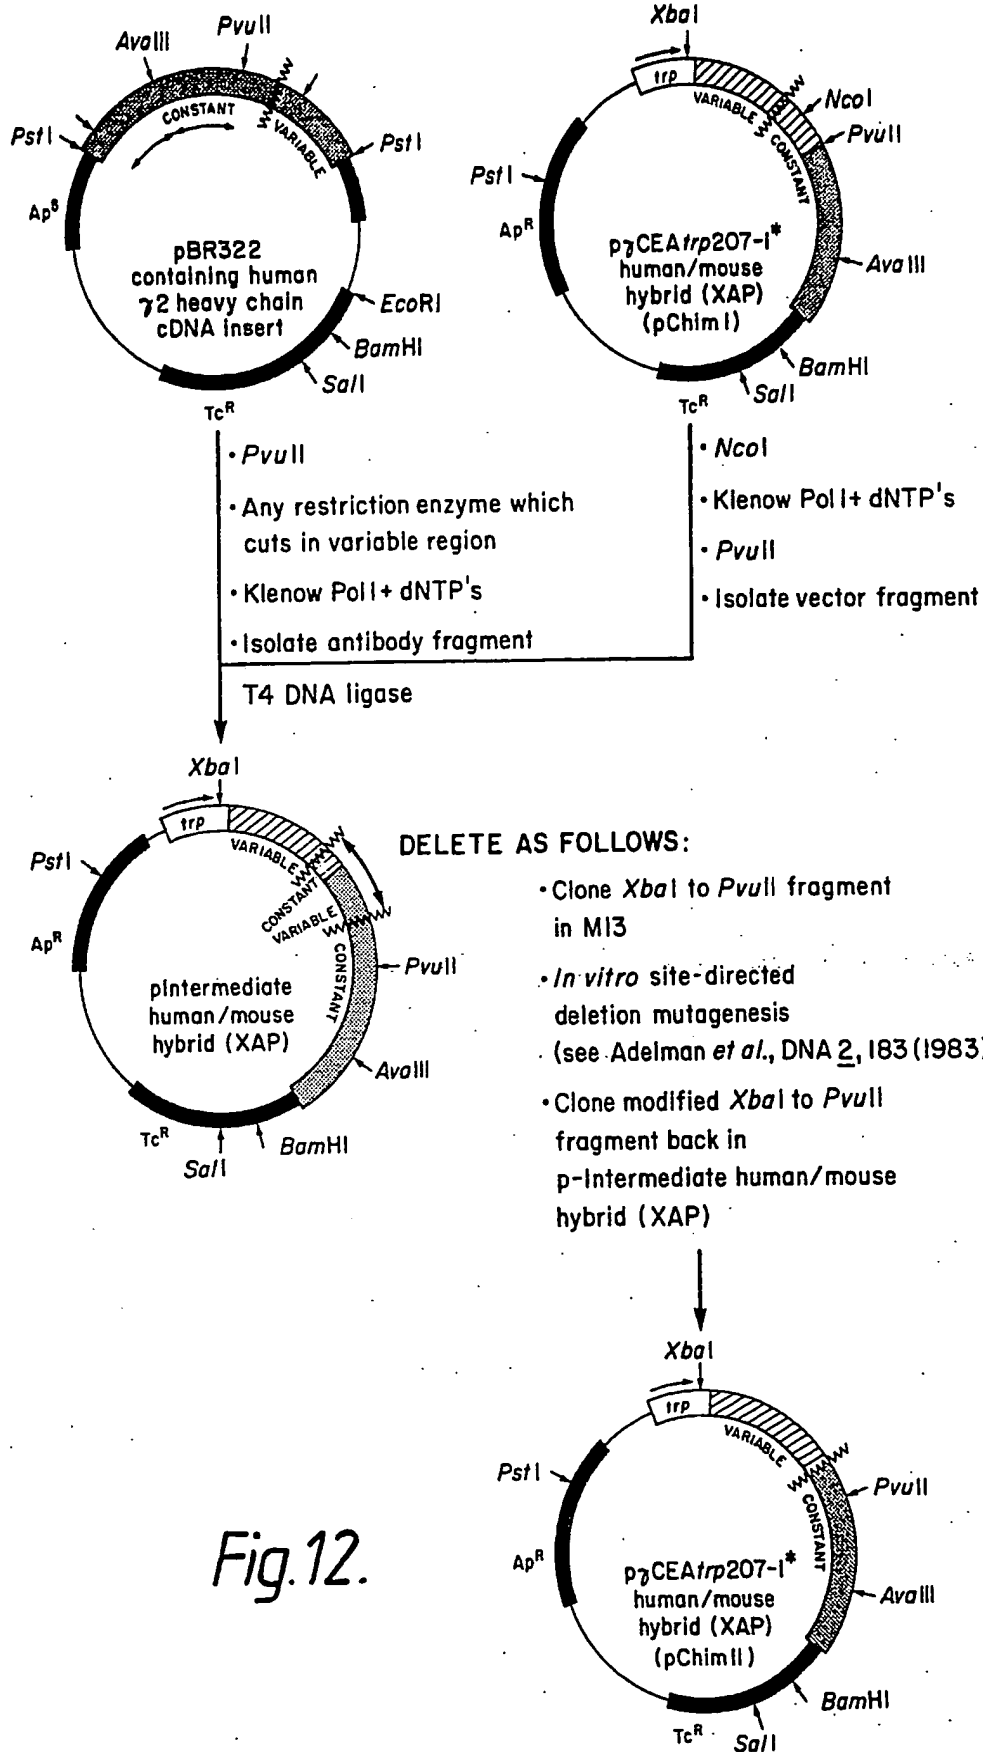 AvaIII
PvuII
PstI
CONSTANT
VARIABLE
PstI
Ap^S
pBR322
containing human
γ2 heavy chain
cDNA insert
EcoRI
BamHI
SalI
Tc^R
XbaI
trp
VARIABLE
NcoI
PvuII
CONSTANT
PstI
Ap^R
pγCEAtrp207-1*
human/mouse
hybrid (XAP)
(pChimI)
AvaIII
BamHI
SalI
Tc^R
• PvuII
• Any restriction enzyme which
cuts in variable region
• Klenow PolI+ dNTP's
• Isolate antibody fragment
• NcoI
• Klenow PolI+ dNTP's
• PvuII
• Isolate vector fragment
T4 DNA ligase
XbaI
trp
VARIABLE
CONSTANT
VARIABLE
CONSTANT
PstI
Ap^R
PvuII
pIntermediate
human/mouse
hybrid (XAP)
AvaIII
BamHI
SalI
Tc^R
DELETE AS FOLLOWS:
• Clone XbaI to PvuII fragment
in M13
• In vitro site-directed
deletion mutagenesis
(see Adelman et al., DNA 2, 183 (1983)
• Clone modified XbaI to PvuII
fragment back in
p-Intermediate human/mouse
hybrid (XAP)
XbaI
trp
VARIABLE
CONSTANT
PstI
PvuII
Ap^R
pγCEAtrp207-1*
human/mouse
hybrid (XAP)
(pChimII)
AvaIII
BamHI
SalI
Tc^R
Fig.12.